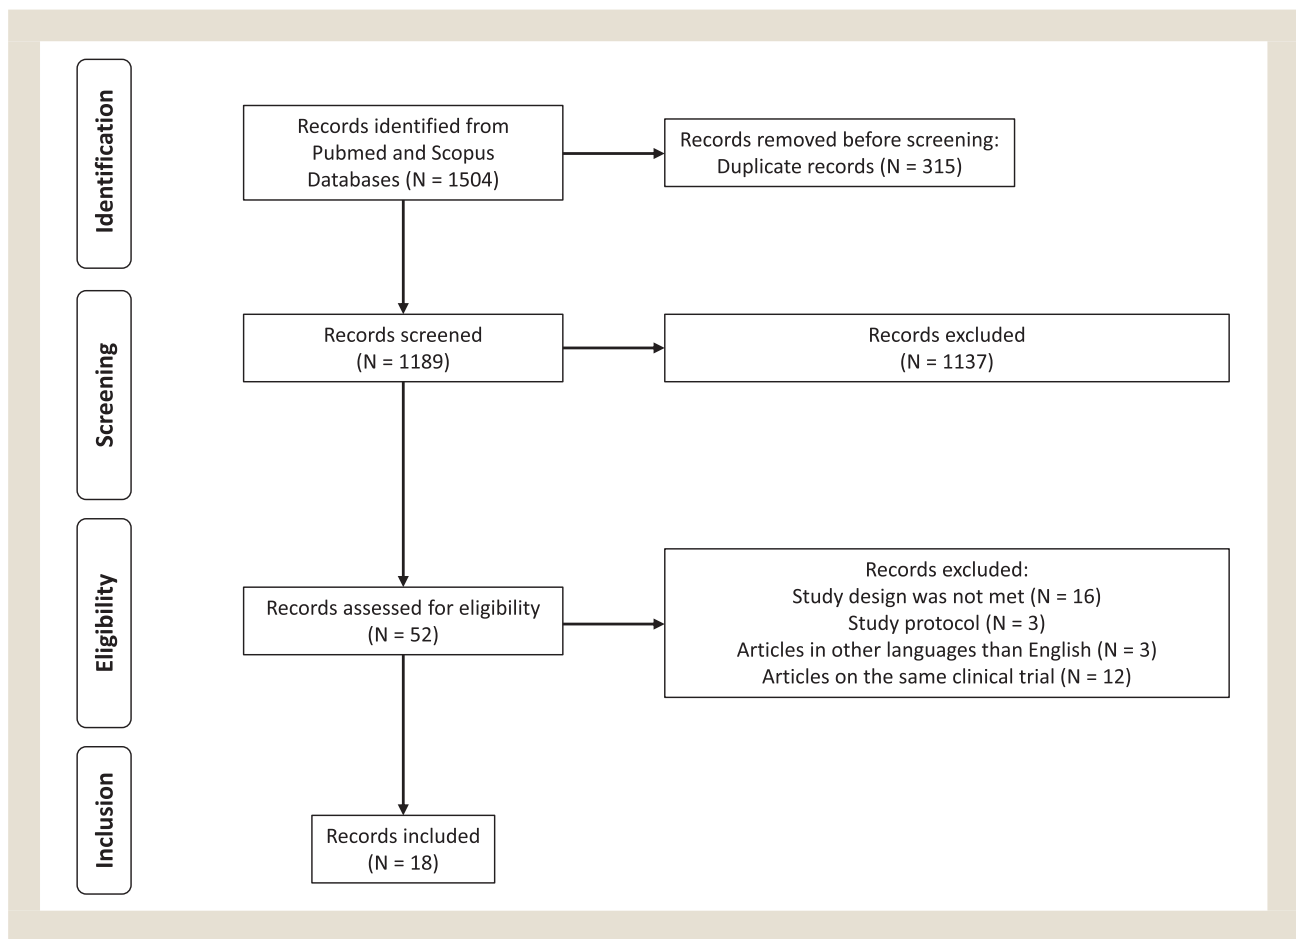 Identification
Records identified from
Pubmed and Scopus
Databases (N = 1504)
Records removed before screening:
Duplicate records (N = 315)
Screening
Records screened
(N = 1189)
Records excluded
(N = 1137)
Eligibility
Records assessed for eligibility
(N = 52)
Records excluded:
Study design was not met (N = 16)
Study protocol (N = 3)
Articles in other languages than English (N = 3)
Articles on the same clinical trial (N = 12)
Inclusion
Records included
(N = 18)